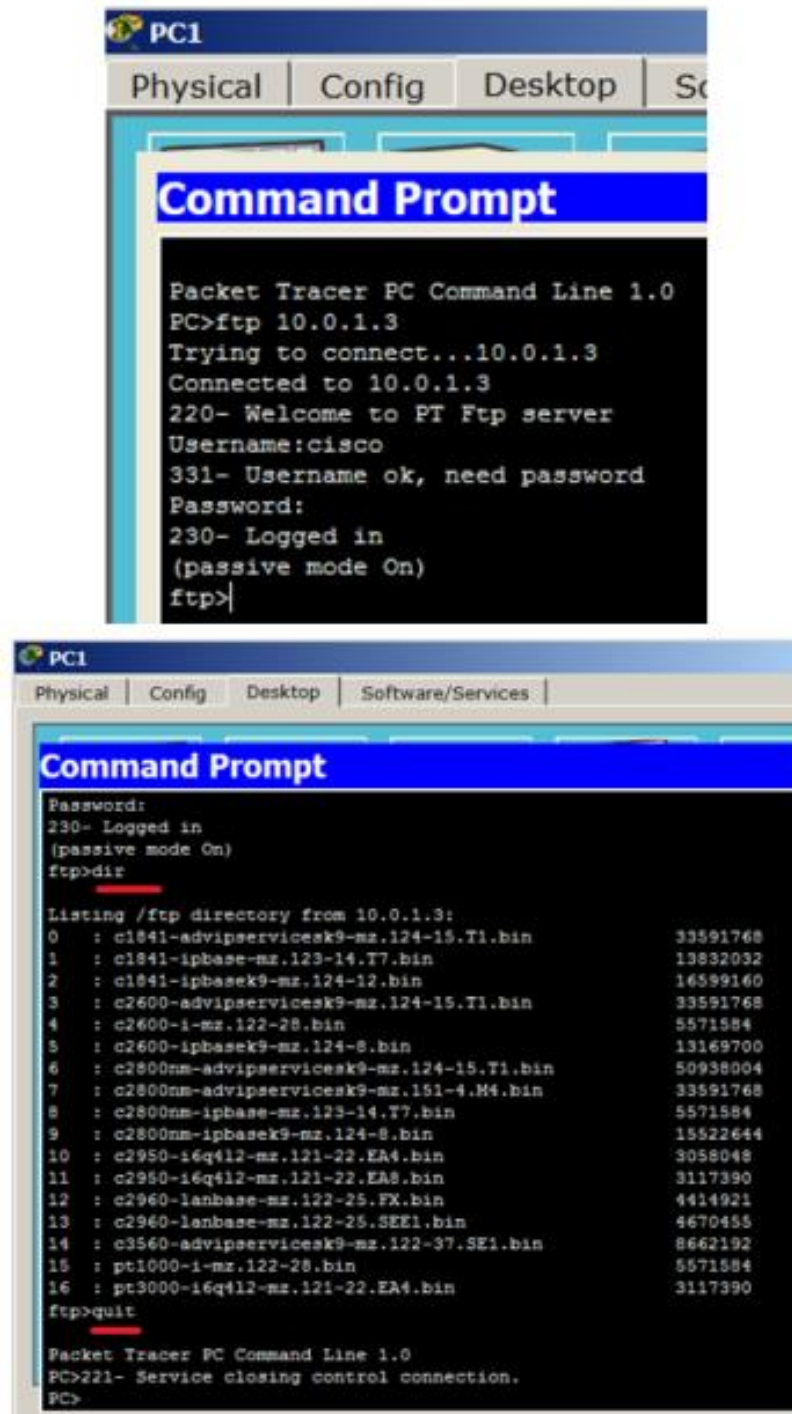 PC1
Physical Config Desktop
Command Prompt
Packet Tracer PC Command Line 1.0
PC>ftp 10.0.1.3
Trying to connect...10.0.1.3
Connected to 10.0.1.3
220- Welcome to PT Ftp server
Username:cisco
331- Username ok, need password
Password:
230- Logged in
(passive mode On)
ftp>
PC1
Physical Config Desktop Software/Services
Command Prompt
Password:
230- Logged in
(passive mode On)
ftp>dir
Listing /ftp directory from 10.0.1.3:
0 : c1841-advipservicesk9-mz.124-15.T1.bin 33591768
1 : c1841-ipbase-mz.123-14.T7.bin 13832032
2 : c1841-ipbasek9-mz.124-12.bin 16599160
3 : c2600-advipservicesk9-mz.124-15.T1.bin 33591768
4 : c2600-i-mz.122-28.bin 5571584
5 : c2600-ipbasek9-mz.124-8.bin 13169700
6 : c2800nm-advipservicesk9-mz.124-15.T1.bin 50938004
7 : c2800nm-advipservicesk9-mz.151-4.M4.bin 33591768
8 : c2800nm-ipbase-mz.123-14.T7.bin 5571584
9 : c2800nm-ipbasek9-mz.124-8.bin 15522644
10 : c2950-i6q4l2-mz.121-22.EA4.bin 3058048
11 : c2950-i6q4l2-mz.121-22.EA8.bin 3117390
12 : c2960-lanbase-mz.122-25.FX.bin 4414921
13 : c2960-lanbase-mz.122-25.SEE1.bin 4670455
14 : c3560-advipservicesk9-mz.122-37.SE1.bin 8662192
15 : pt1000-i-mz.122-28.bin 5571584
16 : pt3000-i6q4l2-mz.121-22.EA4.bin 3117390
ftp>quit
Packet Tracer PC Command Line 1.0
PC>221- Service closing control connection.
PC>